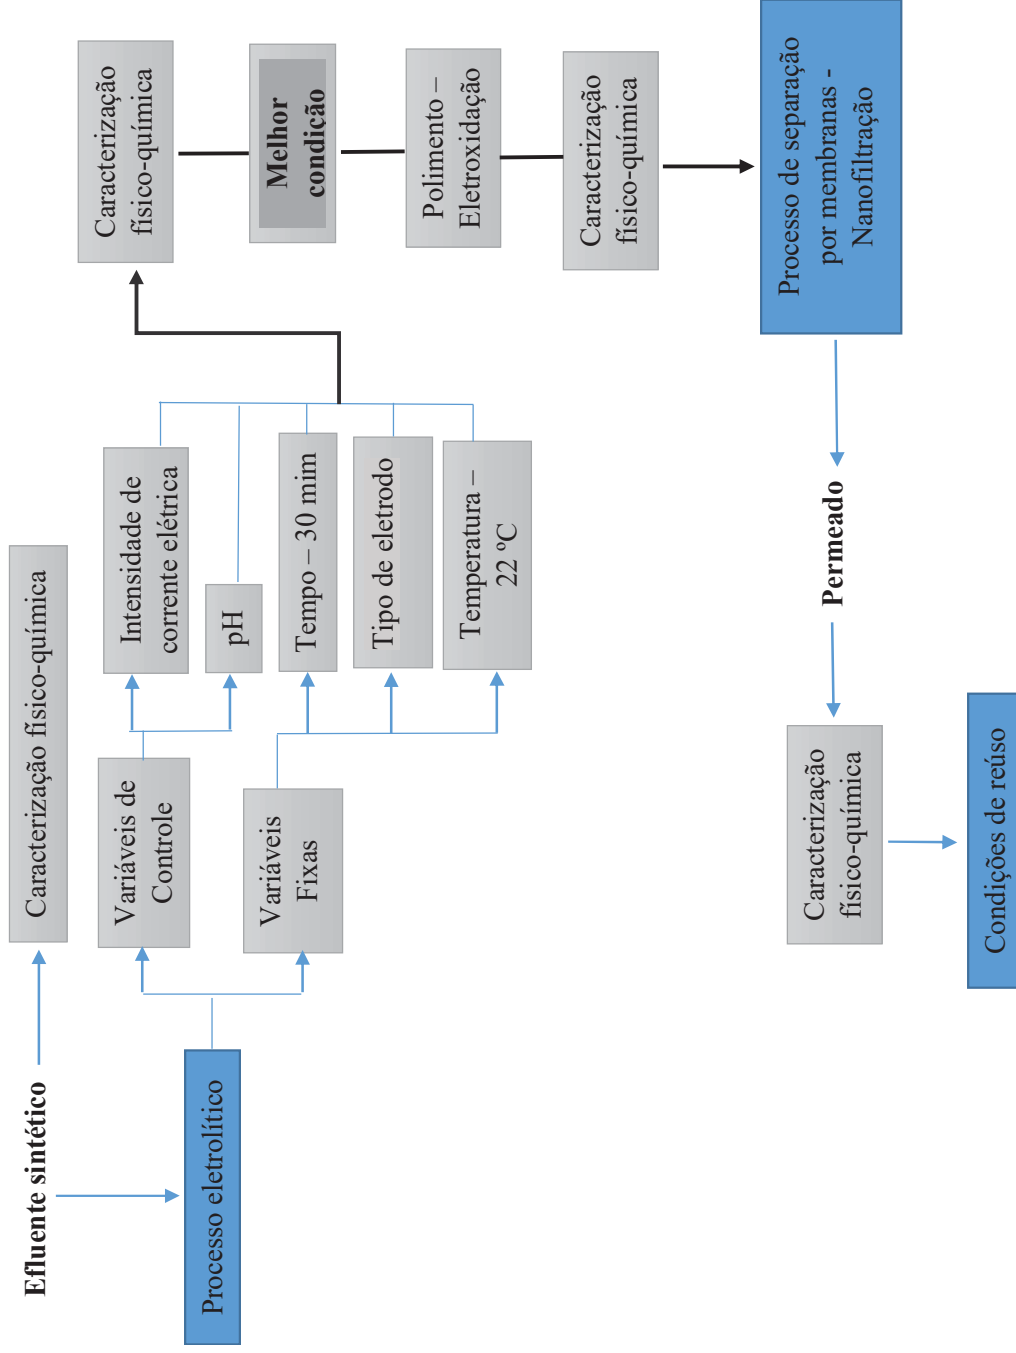 Efluente sintético
Caracterização físico-química
Processo eletrolítico
Variáveis de
Controle
Variáveis
Fixas
Intensidade de
corrente elétrica
pH
Tempo – 30 mim
Tipo de eletrodo
Temperatura –
22 ºC
Caracterização
físico-química
Melhor
condição
Polimento –
Eletroxidação
Caracterização
físico-química
Processo de separação
por membranas -
Nanofiltração
Permeado
Caracterização
físico-química
Condições de reúso